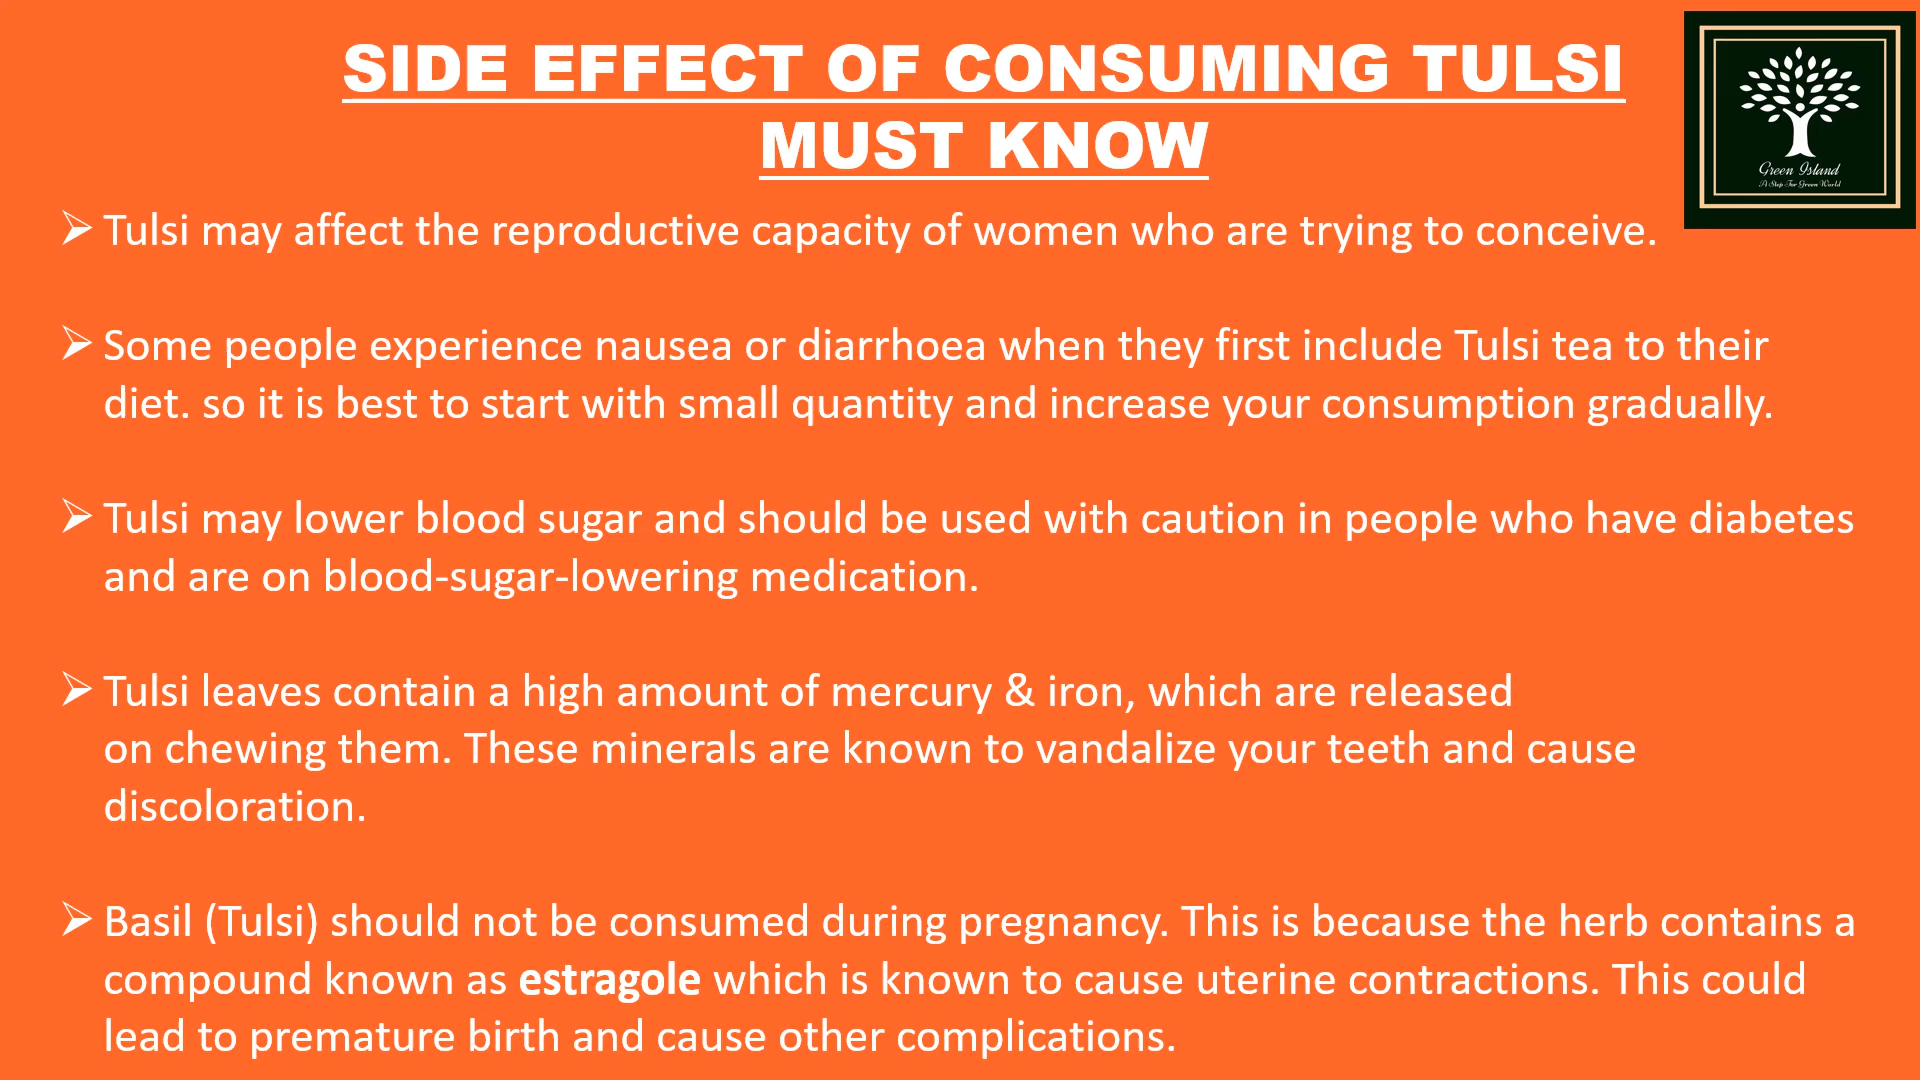 SIDE EFFECT OF CONSUMING TULSI
MUST KNOW
Green Island
A Step For Green World
➢ Tulsi may affect the reproductive capacity of women who are trying to conceive.
➢ Some people experience nausea or diarrhoea when they first include Tulsi tea to their
diet. so it is best to start with small quantity and increase your consumption gradually.
➢ Tulsi may lower blood sugar and should be used with caution in people who have diabetes
and are on blood-sugar-lowering medication.
➢ Tulsi leaves contain a high amount of mercury & iron, which are released
on chewing them. These minerals are known to vandalize your teeth and cause
discoloration.
➢ Basil (Tulsi) should not be consumed during pregnancy. This is because the herb contains a
compound known as estragole which is known to cause uterine contractions. This could
lead to premature birth and cause other complications.